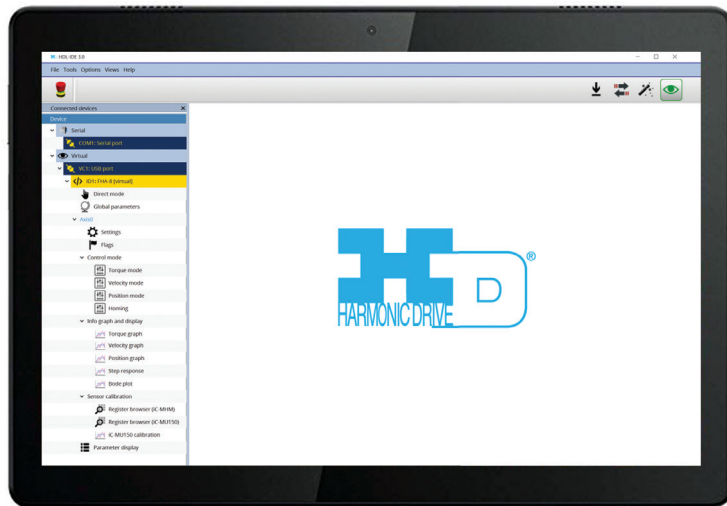 HDL-IDE 3.0
File Tools Options Views Help
Connected devices
Device
Serial
COM1: Serial port
Virtual
VC1: USB port
ID1: FHA-8 [virtual]
Direct mode
Global parameters
Axis0
Settings
Flags
Control mode
Torque mode
Velocity mode
Position mode
Homing
Info graph and display
Torque graph
Velocity graph
Position graph
Step response
Bode plot
Sensor calibration
Register browser (iC-MHM)
Register browser (iC-MU150)
iC-MU150 calibration
Parameter display
HD®
HARMONIC DRIVE